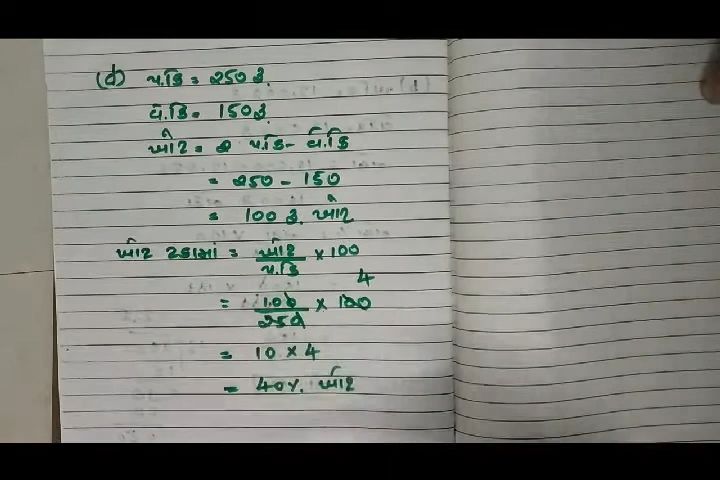 (d) પ.કિ = 250 રૂ.
વે.કિ = 150 રૂ.
ખોટ = પ.કિ - વે.કિ
= 250 - 150
= 100 રૂ. ખોટ
ખોટ ટકામાં = ખોટ/પ.કિ × 100
4
= 100/250 × 100
= 10 × 4
= 40%. ખોટ